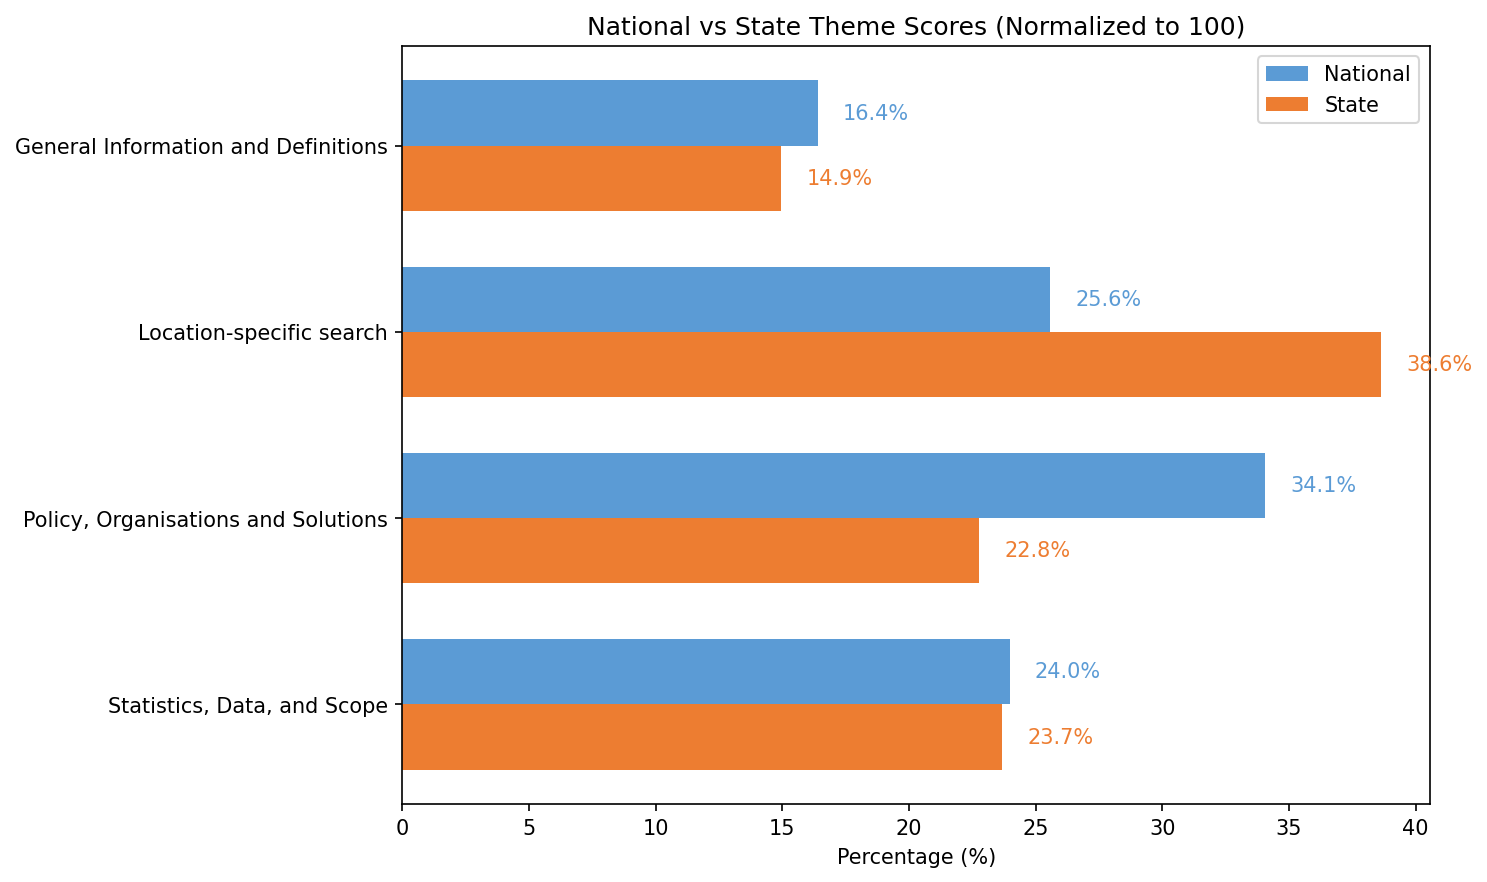 National vs State Theme Scores (Normalized to 100)
National
State
General Information and Definitions
16.4%
14.9%
Location-specific search
25.6%
38.6%
Policy, Organisations and Solutions
34.1%
22.8%
Statistics, Data, and Scope
24.0%
23.7%
0 5 10 15 20 25 30 35 40
Percentage (%)